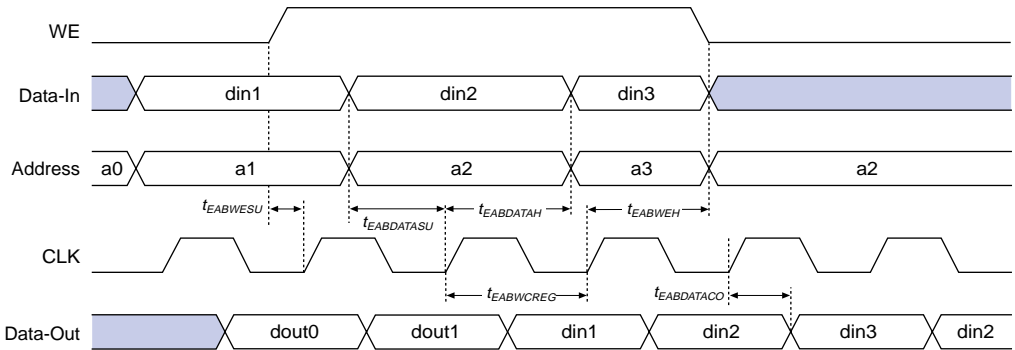 WE
Data-In din1 din2 din3
Address a0 a1 a2 a3 a2
tEABWESU tEABDATASU tEABDATAH tEABWEH
CLK
tEABWCREG tEABDATACO
Data-Out dout0 dout1 din1 din2 din3 din2